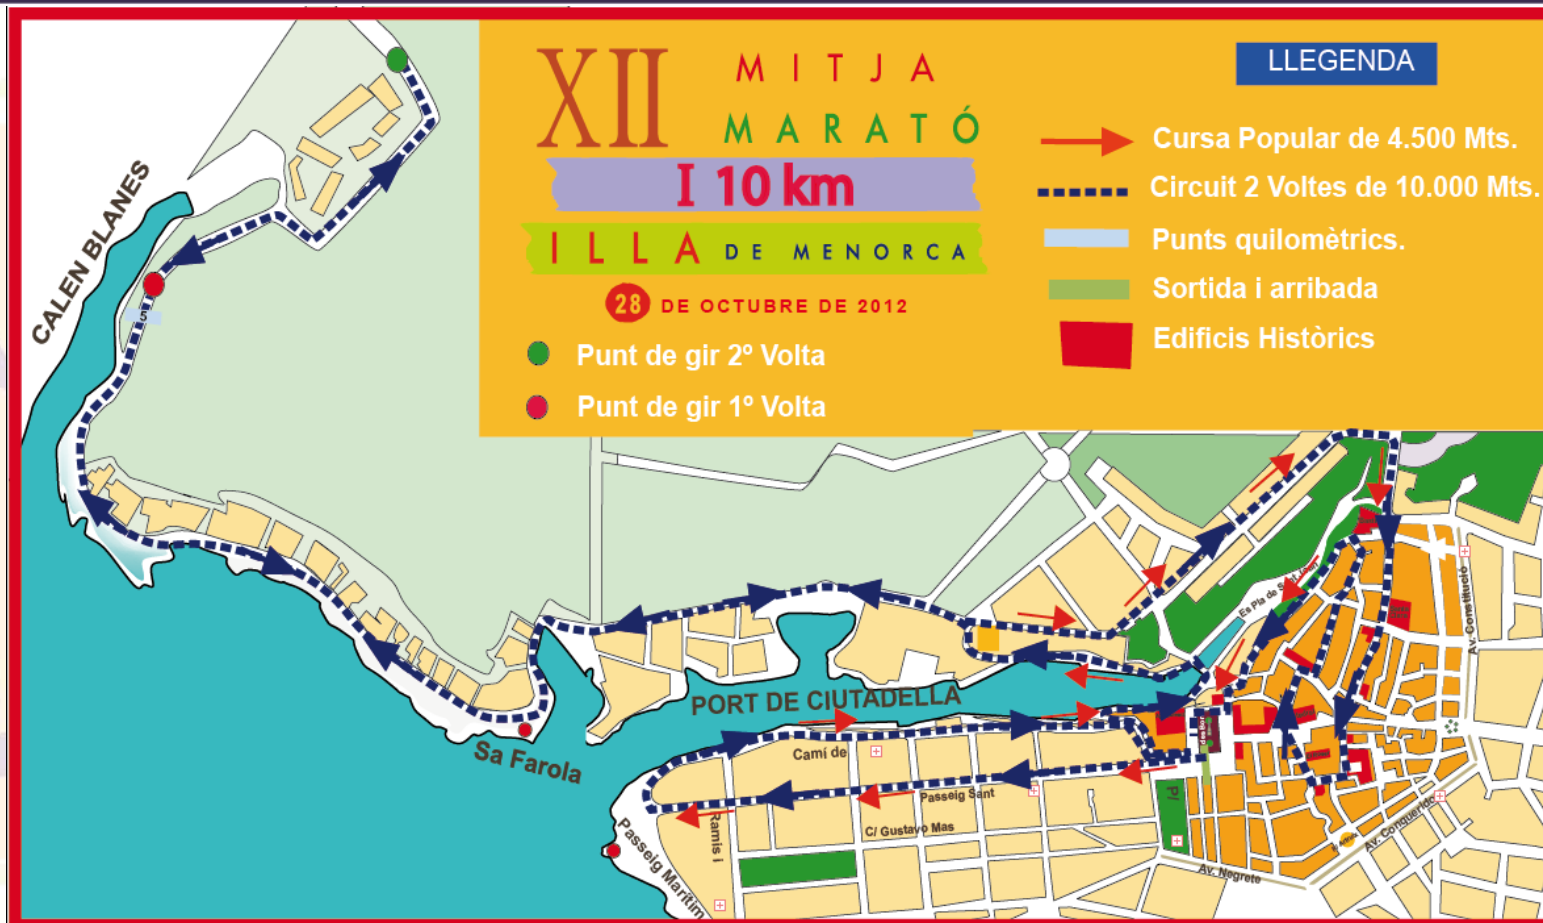 XII MITJA
MARATÓ
I 10 km
ILLA DE MENORCA
28 DE OCTUBRE DE 2012
Punt de gir 2º Volta
Punt de gir 1º Volta
LLEGENDA
Cursa Popular de 4.500 Mts.
Circuit 2 Voltes de 10.000 Mts.
Punts quilomètrics.
Sortida i arribada
Edificis Històrics
CALEN BLANES
5
Es Pla de Sant Joan
Av. Constitució
PORT DE CIUTADELLA
Sa Farola
Camí de
Passeig Sant
C/ Gustavo Mas
Ramis i
Passeig Marítim
Pl
Av. Conquerido
Av. Negrete